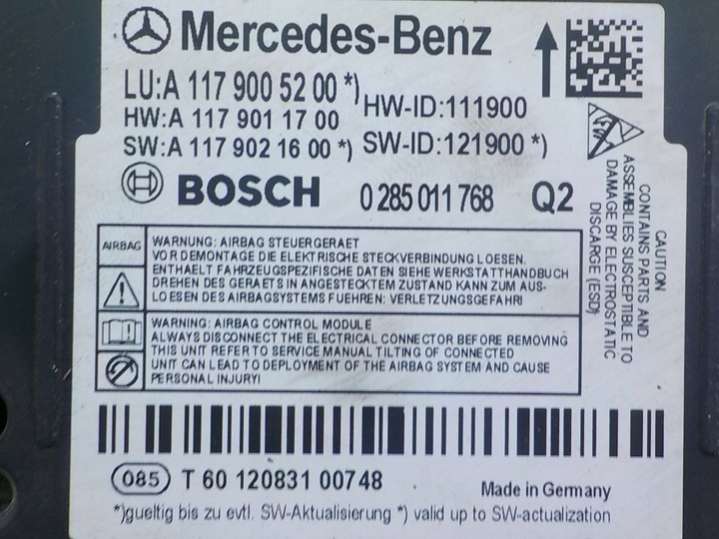 Mercedes-Benz
LU:A 117 900 52 00 *)
HW-ID:111900
HW:A 117 901 17 00
SW:A 117 902 16 00 *)
SW-ID:121900 *)
BOSCH 0 285 011 768 Q2
AIRBAG
WARNUNG: AIRBAG STEUERGERAET
VOR DEMONTAGE DIE ELEKTRISCHE STECKVERBINDUNG LOESEN.
ENTHAELT FAHRZEUGSPEZIFISCHE DATEN SIEHE WERKSTATTHANDBUCH
DREHEN DES GERAETS IN ANGESTECKTEM ZUSTAND KANN ZUM AUS-
LOESEN DES AIRBAGSYSTEMS FUEHREN: VERLETZUNGSGEFAHR!
WARNING: AIRBAG CONTROL MODULE
ALWAYS DISCONNECT THE ELECTRICAL CONNECTOR BEFORE REMOVING
THIS UNIT REFER TO SERVICE MANUAL TILTING OF CONNECTED
UNIT CAN LEAD TO DEPLOYMENT OF THE AIRBAG SYSTEM AND CAUSE
PERSONAL INJURY!
CAUTION
CONTAINS PARTS AND
ASSEMBLIES SUSCEPTIBLE TO
DAMAGE BY ELECTROSTATIC
DISCARGE (ESD)
085 T 60 120831 00748
Made in Germany
*)gueltig bis zu evtl. SW-Aktualisierung *) valid up to SW-actualization